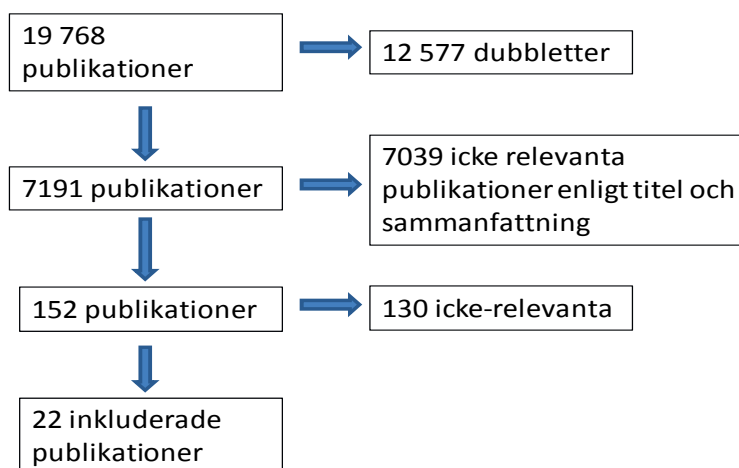 19 768
publikationer
12 577 dubbletter
7191 publikationer
7039 icke relevanta
publikationer enligt titel och
sammanfattning
152 publikationer
130 icke-relevanta
22 inkluderade
publikationer